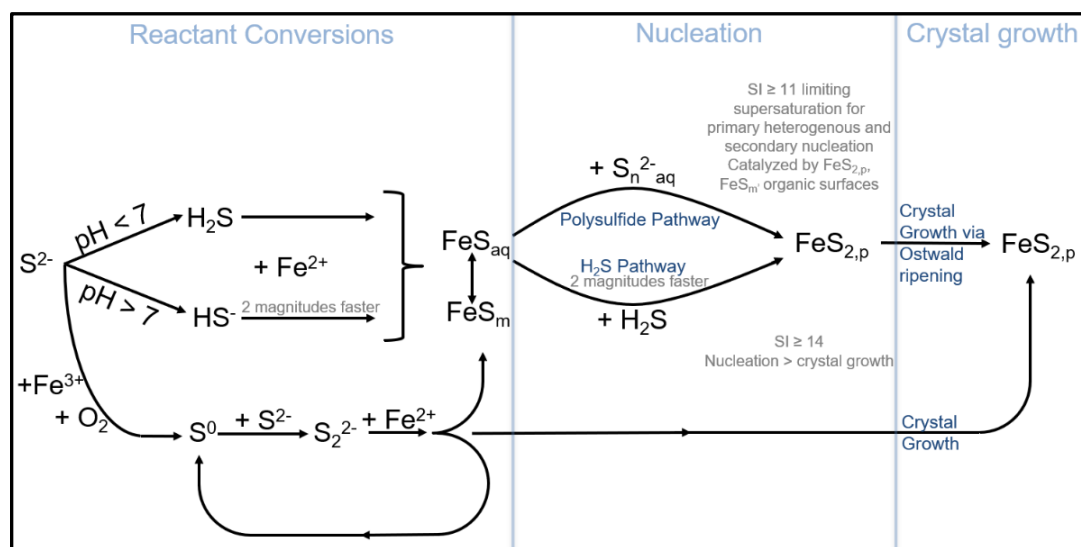 Reactant Conversions
Nucleation
Crystal growth
SI ≥ 11 limiting
supersaturation for
primary heterogenous and
secondary nucleation
Catalyzed by FeS₂,ₚ,
FeSₘ, organic surfaces
+ Sₙ²⁻aq
Polysulfide Pathway
pH < 7
H₂S
S²⁻
+ Fe²⁺
pH > 7
HS⁻
2 magnitudes faster
FeSaq
FeSₘ
H₂S Pathway
2 magnitudes faster
+ H₂S
FeS₂,ₚ
Crystal
Growth via
Ostwald
ripening
FeS₂,ₚ
SI ≥ 14
Nucleation > crystal growth
+Fe³⁺
+ O₂
S⁰
+ S²⁻
S₂²⁻
+ Fe²⁺
Crystal
Growth